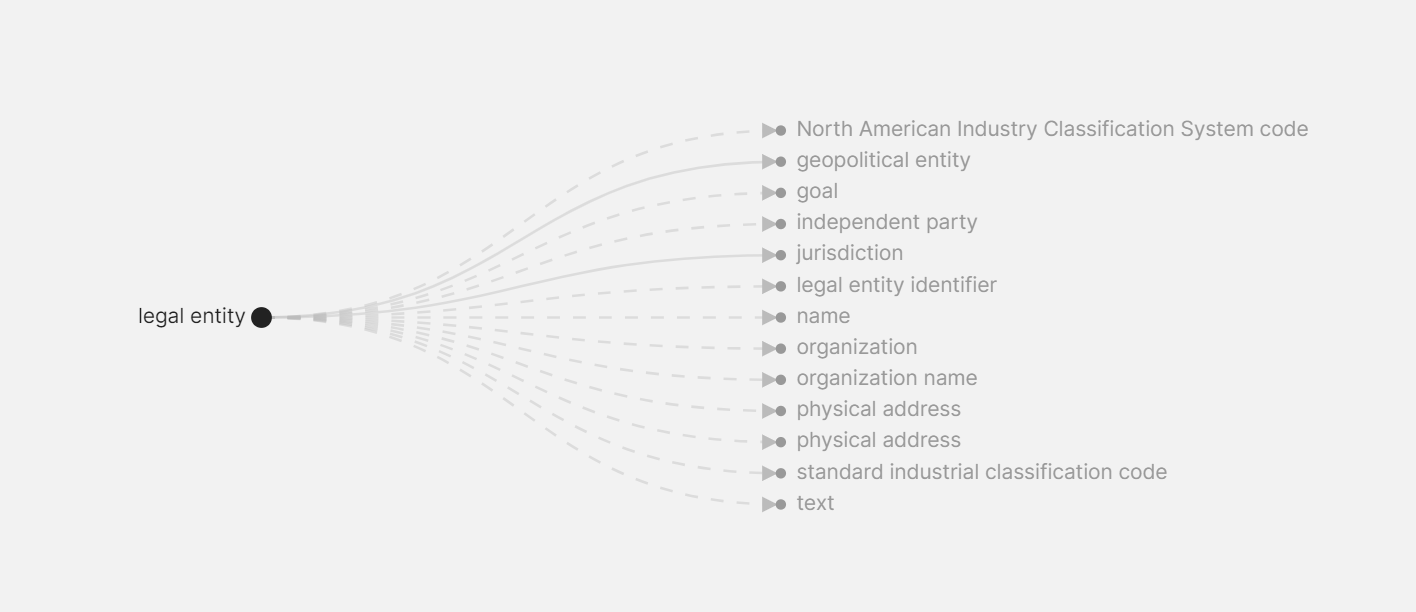 North American Industry Classification System code
geopolitical entity
goal
independent party
jurisdiction
legal entity identifier
legal entity
name
organization
organization name
physical address
physical address
standard industrial classification code
text